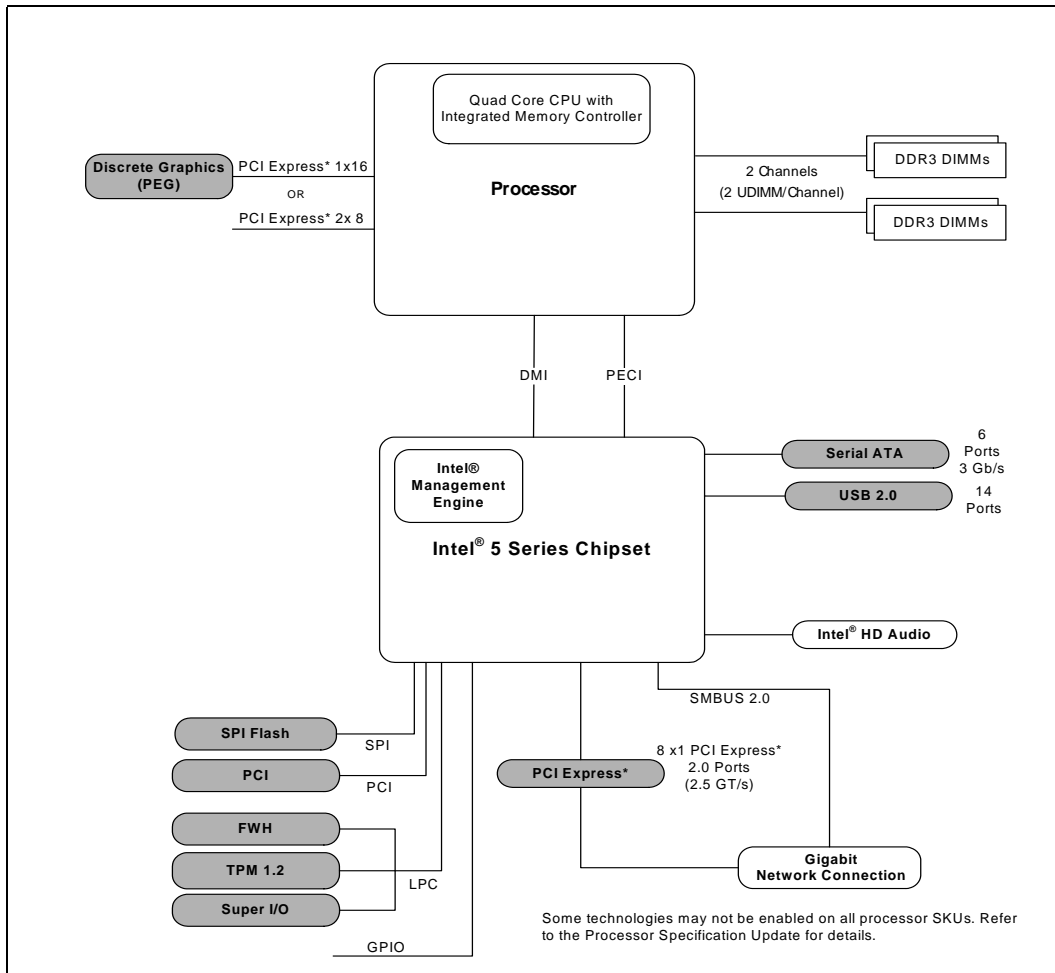 Quad Core CPU with
Integrated Memory Controller
Processor
Discrete Graphics
(PEG)
PCI Express* 1x16
OR
PCI Express* 2x 8
2 Channels
(2 UDIMM/Channel)
DDR3 DIMMs
DDR3 DIMMs
DMI
PECI
Intel®
Management
Engine
Intel® 5 Series Chipset
Serial ATA
6
Ports
3 Gb/s
USB 2.0
14
Ports
Intel® HD Audio
SMBUS 2.0
SPI Flash
SPI
PCI
PCI
FWH
TPM 1.2
LPC
Super I/O
GPIO
PCI Express*
8 x1 PCI Express*
2.0 Ports
(2.5 GT/s)
Gigabit
Network Connection
Some technologies may not be enabled on all processor SKUs. Refer
to the Processor Specification Update for details.